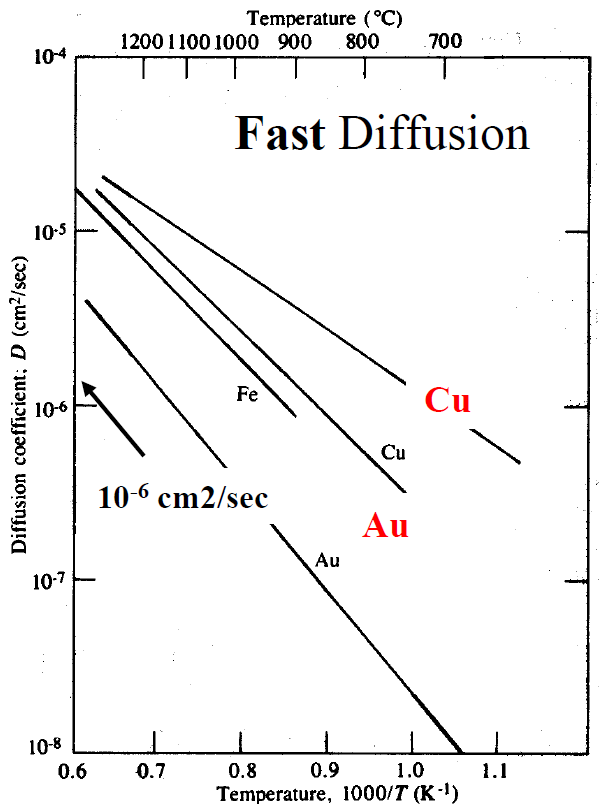 Temperature (°C)
1200 1100 1000 900 800 700
10-4
Fast Diffusion
10-5
Diffusion coefficient; D (cm2/sec)
Fe
Cu
10-6
Cu
10-6 cm2/sec
Au
Au
10-7
10-8
0.6 0.7 0.8 0.9 1.0 1.1
Temperature, 1000/T (K-1)